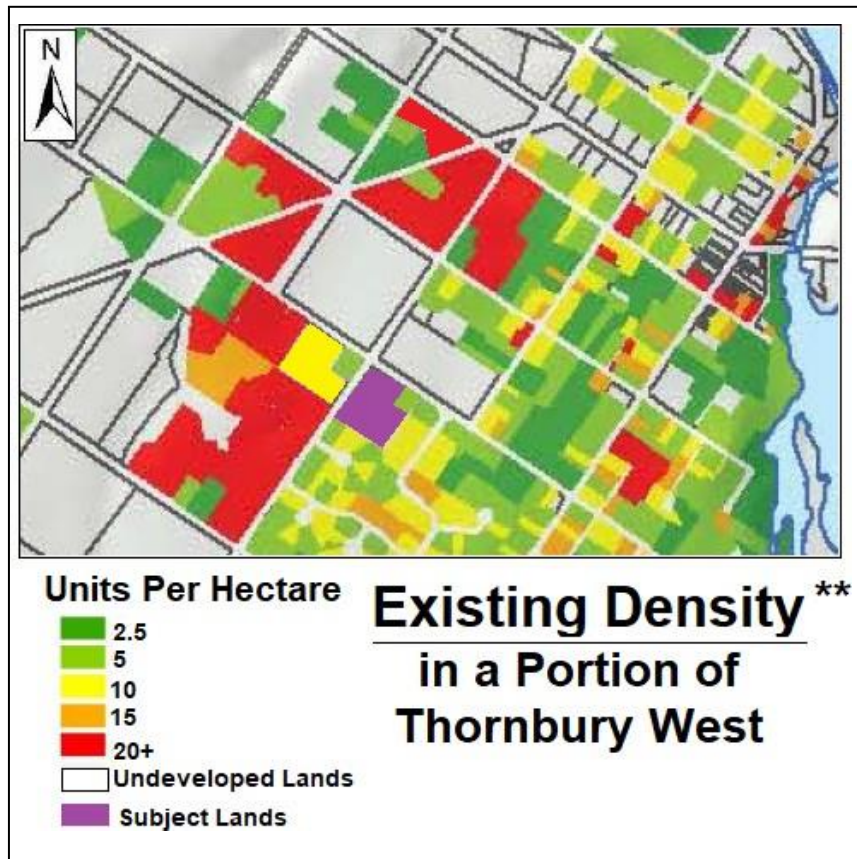 N
Units Per Hectare
2.5
5
10
15
20+
Undeveloped Lands
Subject Lands
Existing Density **
in a Portion of
Thornbury West